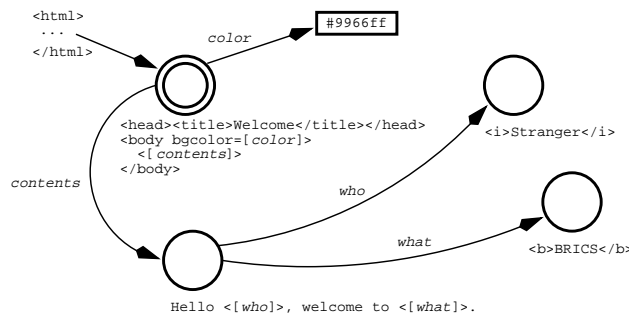 <html>
...
</html>
color
#9966ff
<head><title>Welcome</title></head>
<body bgcolor=[color]>
<[contents]>
</body>
<i>Stranger</i>
contents
who
what
<b>BRICS</b>
Hello <[who]>, welcome to <[what]>.